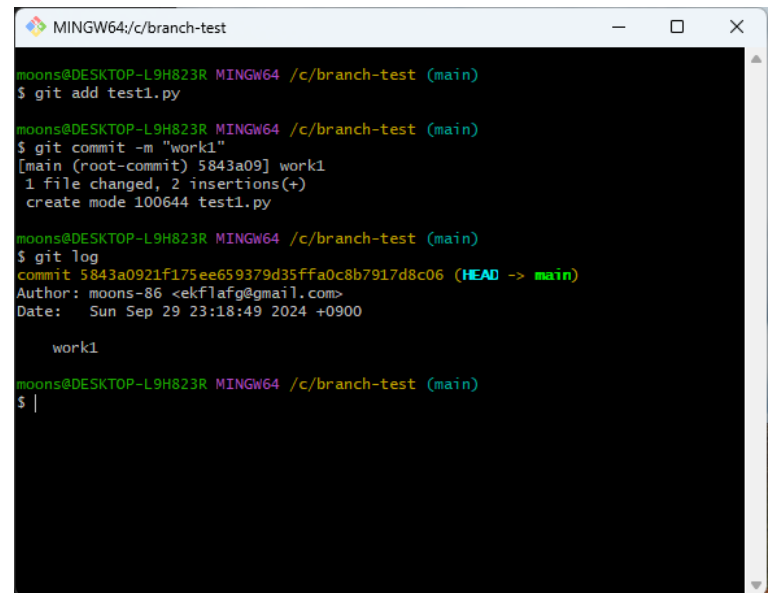 MINGW64:/c/branch-test
moons@DESKTOP-L9H823R MINGW64 /c/branch-test (main)
$ git add test1.py
moons@DESKTOP-L9H823R MINGW64 /c/branch-test (main)
$ git commit -m "work1"
[main (root-commit) 5843a09] work1
 1 file changed, 2 insertions(+)
 create mode 100644 test1.py
moons@DESKTOP-L9H823R MINGW64 /c/branch-test (main)
$ git log
commit 5843a0921f175ee659379d35ffa0c8b7917d8c06 (HEAD -> main)
Author: moons-86 <ekflafg@gmail.com>
Date:   Sun Sep 29 23:18:49 2024 +0900
    work1
moons@DESKTOP-L9H823R MINGW64 /c/branch-test (main)
$